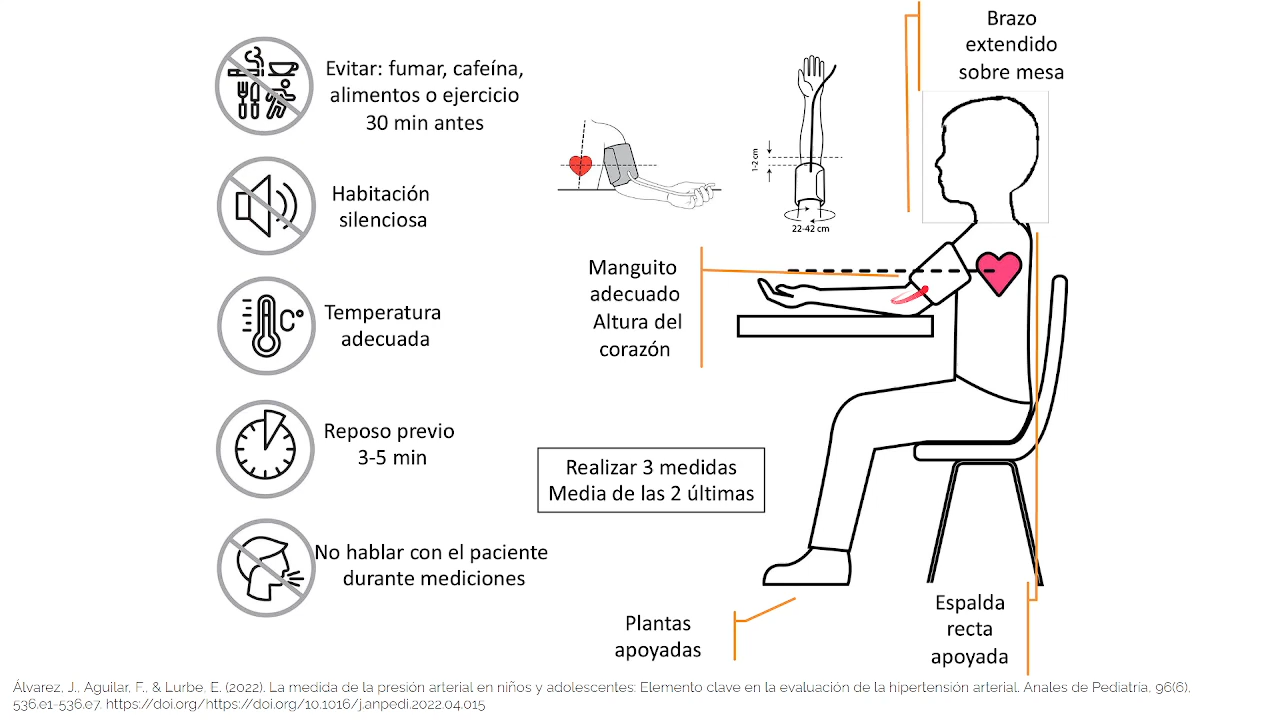 Evitar: fumar, cafeína,
alimentos o ejercicio
30 min antes
Habitación
silenciosa
C°
Temperatura
adecuada
Reposo previo
3-5 min
No hablar con el paciente
durante mediciones
1-2 cm
22-42 cm
Brazo
extendido
sobre mesa
Manguito
adecuado
Altura del
corazón
Realizar 3 medidas
Media de las 2 últimas
Plantas
apoyadas
Espalda
recta
apoyada
Álvarez, J., Aguilar, F., & Lurbe, E. (2022). La medida de la presión arterial en niños y adolescentes: Elemento clave en la evaluación de la hipertensión arterial. Anales de Pediatría, 96(6),
536.e1-536.e7. https://doi.org/https://doi.org/10.1016/j.anpedi.2022.04.015